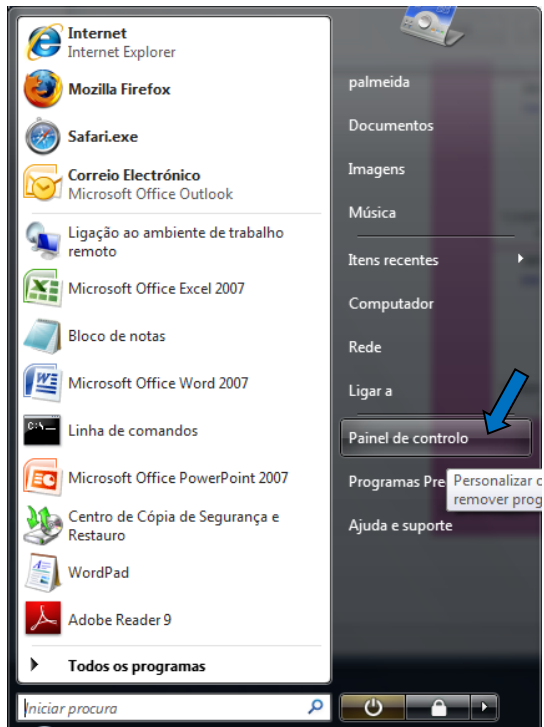 Internet
Internet Explorer
Mozilla Firefox
Safari.exe
Correio Electrónico
Microsoft Office Outlook
Ligação ao ambiente de trabalho
remoto
Microsoft Office Excel 2007
Bloco de notas
Microsoft Office Word 2007
C:\
Linha de comandos
Microsoft Office PowerPoint 2007
Centro de Cópia de Segurança e
Restauro
WordPad
Adobe Reader 9
Todos os programas
Iniciar procura
palmeida
Documentos
Imagens
Música
Itens recentes
Computador
Rede
Ligar a
Painel de controlo
Programas Pre
Personalizar
remover prog
Ajuda e suporte